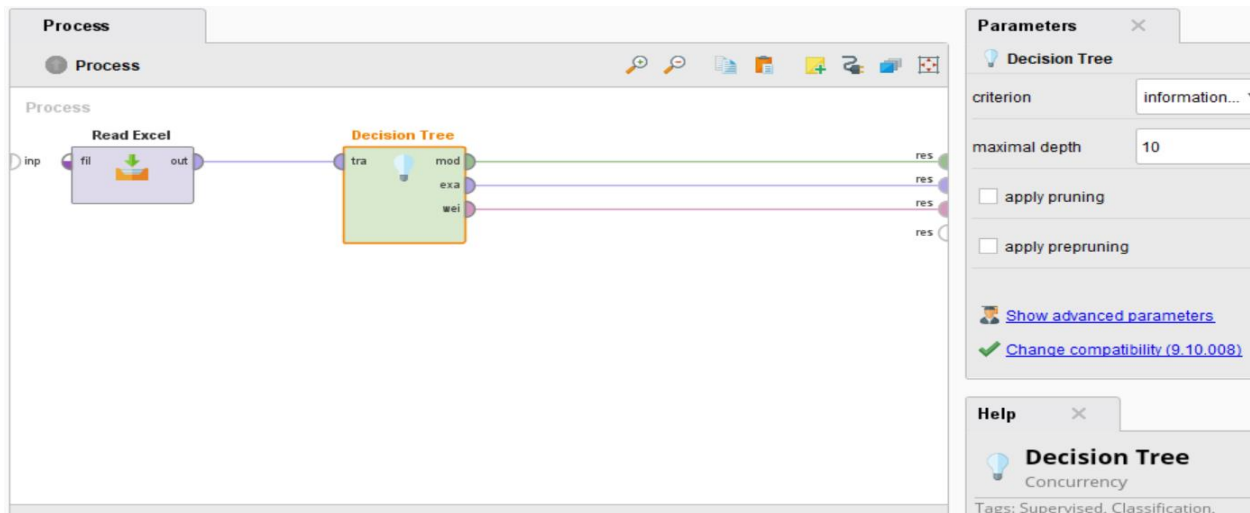 Process
Process
Process
Read Excel
Decision Tree
inp
fil
out
tra
mod
exa
wei
res
res
res
res
Parameters
Decision Tree
criterion
information...
maximal depth
10
apply pruning
apply prepruning
Show advanced parameters
Change compatibility (9.10.008)
Help
Decision Tree
Concurrency
Tags: Supervised, Classification,